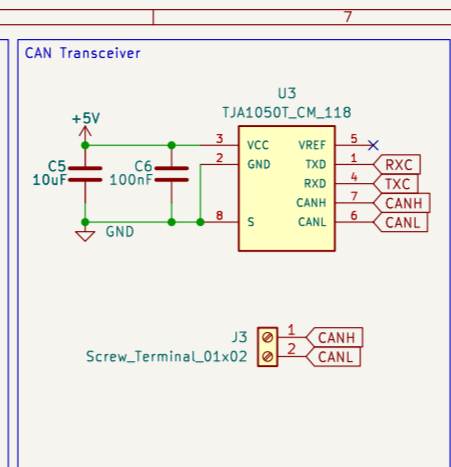 7
CAN Transceiver
U3
TJA1050T_CM_118
+5V
C5
10uF
C6
100nF
GND
3 VCC VREF 5
2 GND TXD 1 RXC
RXD 4 TXC
CANH 7 CANH
8 S CANL 6 CANL
J3
Screw_Terminal_01x02
1 CANH
2 CANL